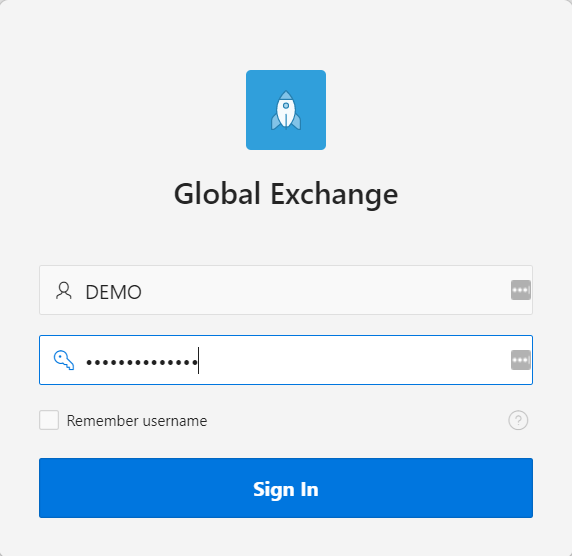 Global Exchange
DEMO
••••••••••••••
Remember username
?
Sign In